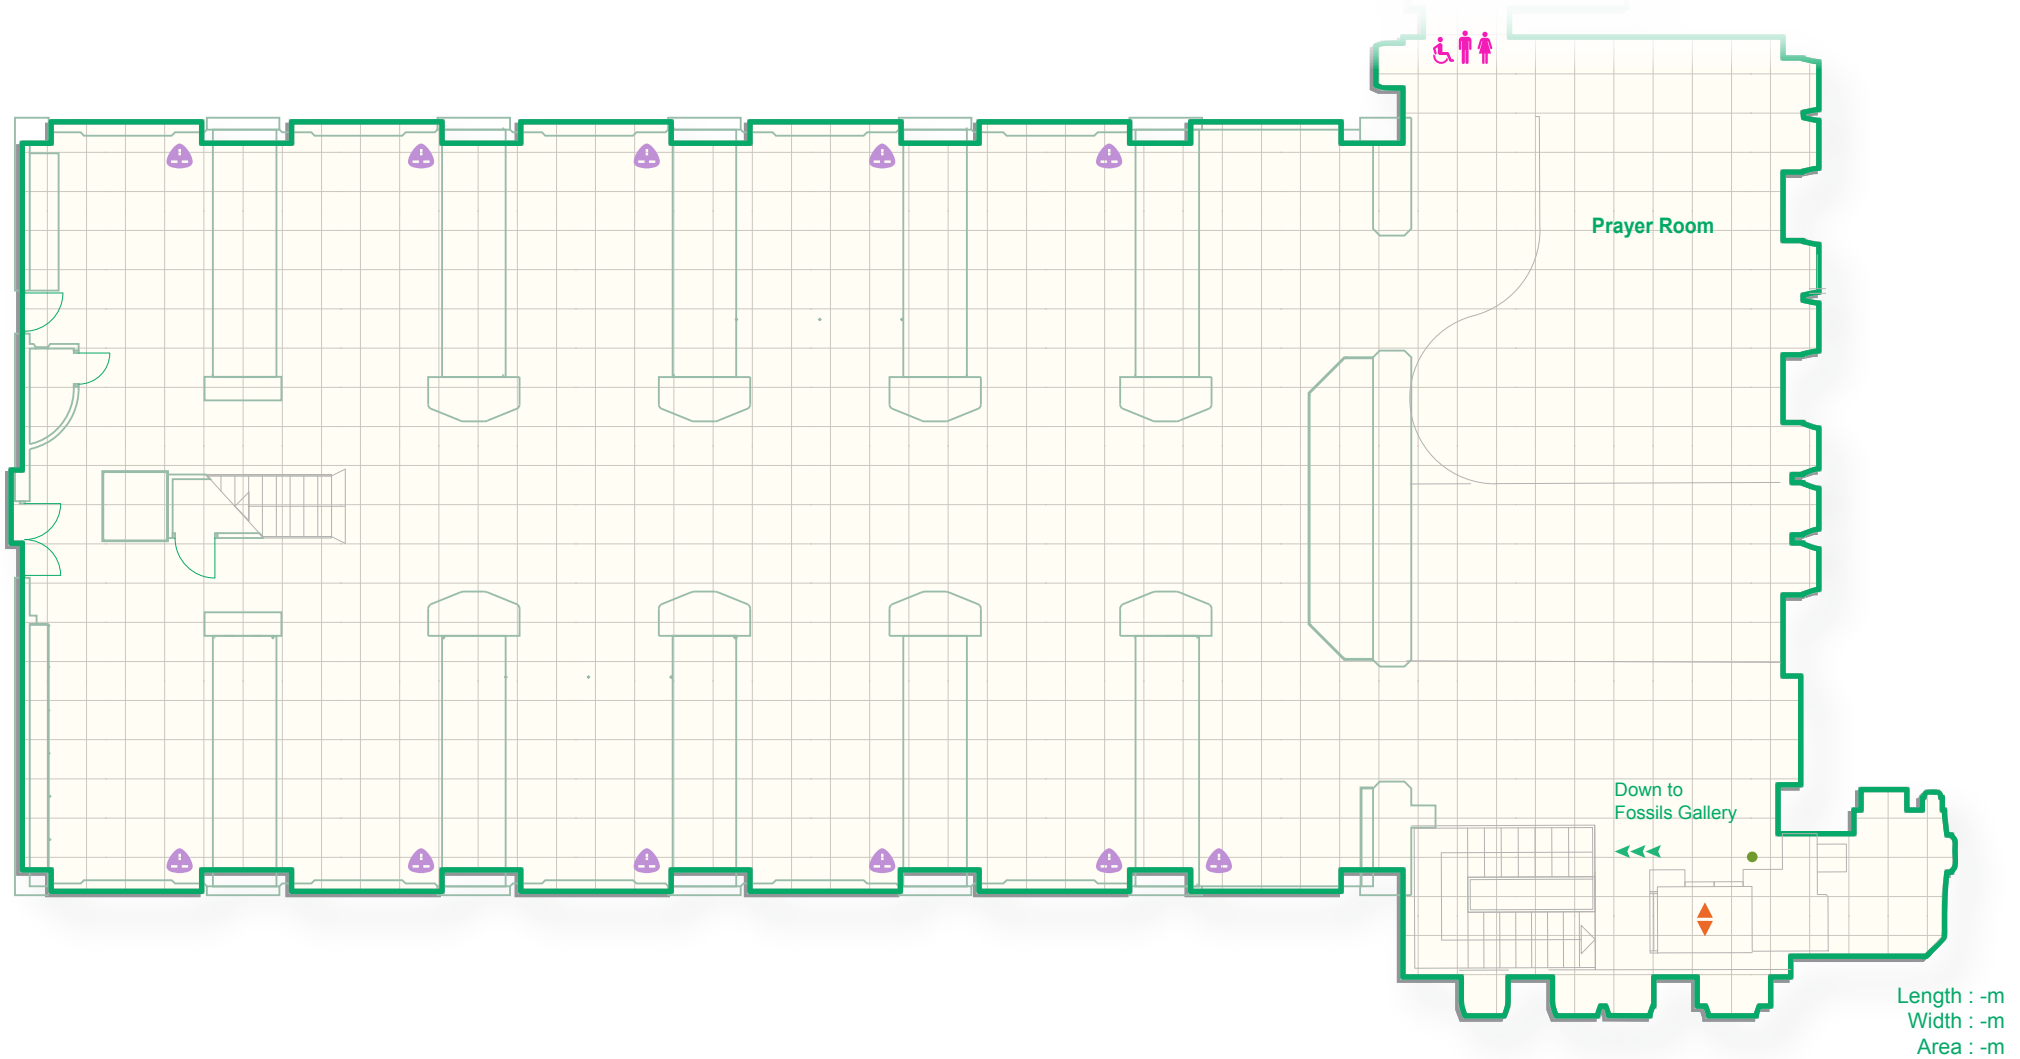 Prayer Room
Down to
Fossils Gallery
Length : -m
Width : -m
Area : -m